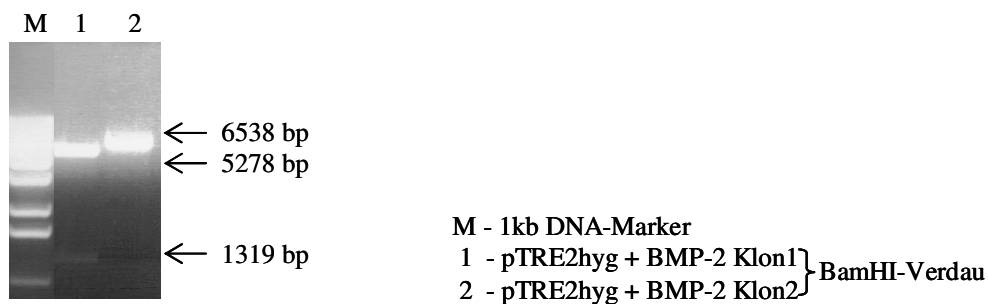 M 1 2
6538 bp
5278 bp
1319 bp
M - 1kb DNA-Marker
1 - pTRE2hyg + BMP-2 Klon1
2 - pTRE2hyg + BMP-2 Klon2
BamHI-Verdau